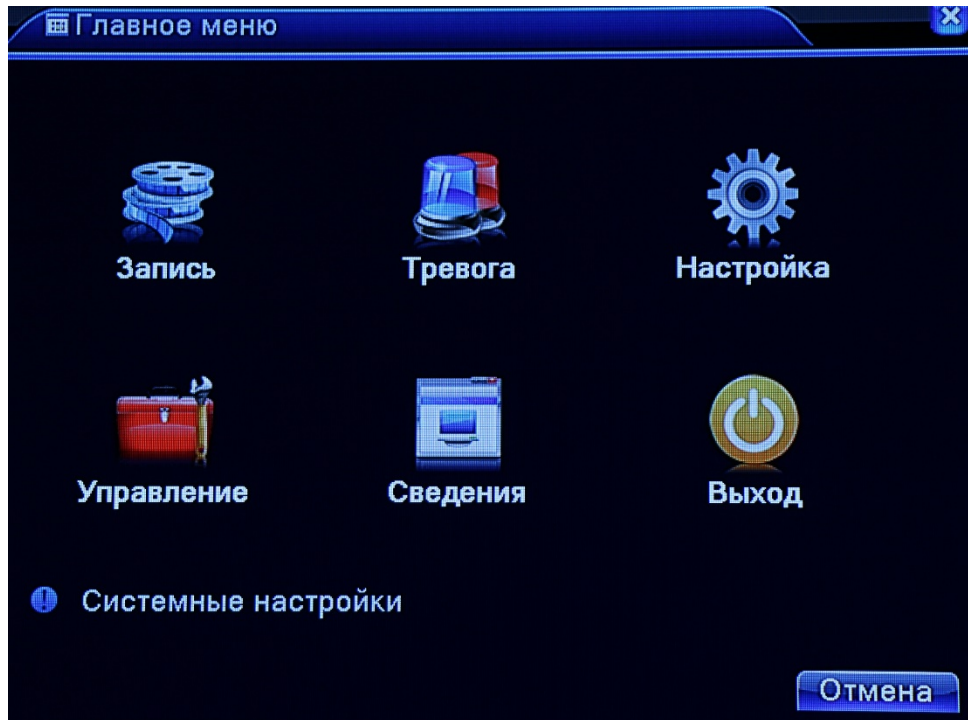 Главное меню
Запись Тревога Настройка
Управление Сведения Выход
Системные настройки
Отмена